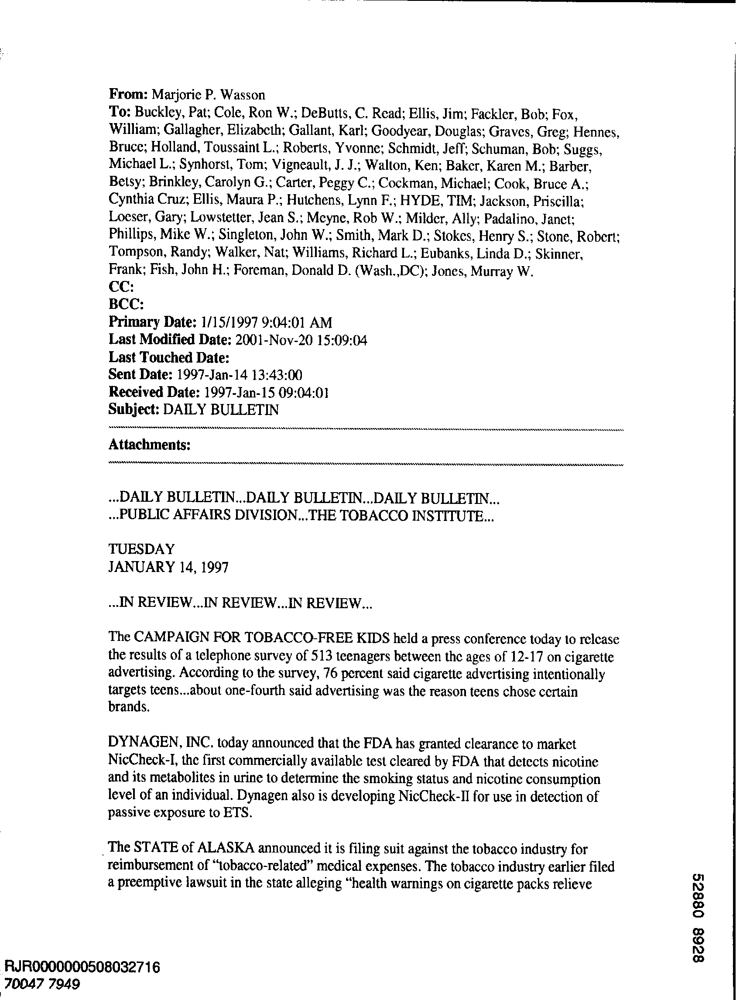 From: Marjorie P. Wasson
To: Buckley, Pat; Cole, Ron W.; DeButts, C. Read; Ellis, Jim; Fackler, Bob; Fox,
William; Gallagher, Elizabeth; Gallant, Karl; Goodyear, Douglas; Graves, Greg; Hennes,
Bruce; Holland, Toussaint L.; Roberts, Yvonne; Schmidt, Jeff; Schuman, Bob; Suggs,
Michael L.; Synhorst, Tom; Vigneault, J. J.; Walton, Ken; Baker, Karen M.; Barber,
Betsy; Brinkley, Carolyn G.; Carter, Peggy C.; Cockman, Michael; Cook, Bruce A.;
Cynthia Cruz; Ellis, Maura P.; Hutchens, Lynn F.; HYDE, TIM; Jackson, Priscilla;
Loeser, Gary; Lowstetter, Jean S.; Meyne, Rob W.; Milder, Ally; Padalino, Janet;
Phillips, Mike W.; Singleton, John W.; Smith, Mark D.; Stokes, Henry S.; Stone, Robert;
Tompson, Randy; Walker, Nat; Williams, Richard L.; Eubanks, Linda D.; Skinner,
Frank; Fish, John H.; Foreman, Donald D. (Wash.,DC); Jones, Murray W.
CC:
BCC:
Primary Date: 1/15/1997 9:04:01 AM
Last Modified Date: 2001-Nov-20 15:09:04
Last Touched Date:
Sent Date: 1997-Jan-14 13:43:00
Received Date: 1997-Jan-15 09:04:01
Subject: DAILY BULLETIN
Attachments:
...DAILY BULLETIN...DAILY BULLETIN...DAILY BULLETIN...
...PUBLIC AFFAIRS DIVISION...THE TOBACCO INSTITUTE...
TUESDAY
JANUARY 14, 1997
...IN REVIEW...IN REVIEW...IN REVIEW...
The CAMPAIGN FOR TOBACCO-FREE KIDS held a press conference today to release
the results of a telephone survey of 513 teenagers between the ages of 12-17 on cigarette
advertising. According to the survey, 76 percent said cigarette advertising intentionally
targets teens...about one-fourth said advertising was the reason teens chose certain
brands.
DYNAGEN, INC. today announced that the FDA has granted clearance to market
NicCheck-I, the first commercially available test cleared by FDA that detects nicotine
and its metabolites in urine to determine the smoking status and nicotine consumption
level of an individual. Dynagen also is developing NicCheck-II for use in detection of
passive exposure to ETS.
The STATE of ALASKA announced it is filing suit against the tobacco industry for
reimbursement of "tobacco-related" medical expenses. The tobacco industry earlier filed
a preemptive lawsuit in the state alleging "health warnings on cigarette packs relieve
52880 8928
RJR0000000508032716
70047 7949